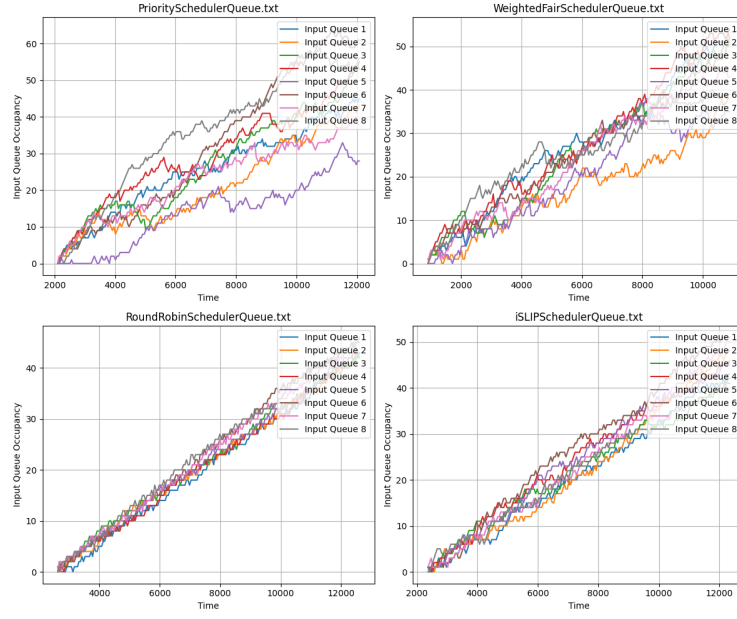 PrioritySchedulerQueue.txt
Input Queue Occupancy
60
50
40
30
20
10
0
Input Queue 1
Input Queue 2
Input Queue 3
Input Queue 4
Input Queue 5
Input Queue 6
Input Queue 7
Input Queue 8
2000 4000 6000 8000 10000 12000
Time
WeightedFairSchedulerQueue.txt
Input Queue Occupancy
50
40
30
20
10
0
Input Queue 1
Input Queue 2
Input Queue 3
Input Queue 4
Input Queue 5
Input Queue 6
Input Queue 7
Input Queue 8
2000 4000 6000 8000 10000
Time
RoundRobinSchedulerQueue.txt
Input Queue Occupancy
40
30
20
10
0
Input Queue 1
Input Queue 2
Input Queue 3
Input Queue 4
Input Queue 5
Input Queue 6
Input Queue 7
Input Queue 8
4000 6000 8000 10000 12000
Time
iSLIPSchedulerQueue.txt
Input Queue Occupancy
50
40
30
20
10
0
Input Queue 1
Input Queue 2
Input Queue 3
Input Queue 4
Input Queue 5
Input Queue 6
Input Queue 7
Input Queue 8
2000 4000 6000 8000 10000 12000
Time